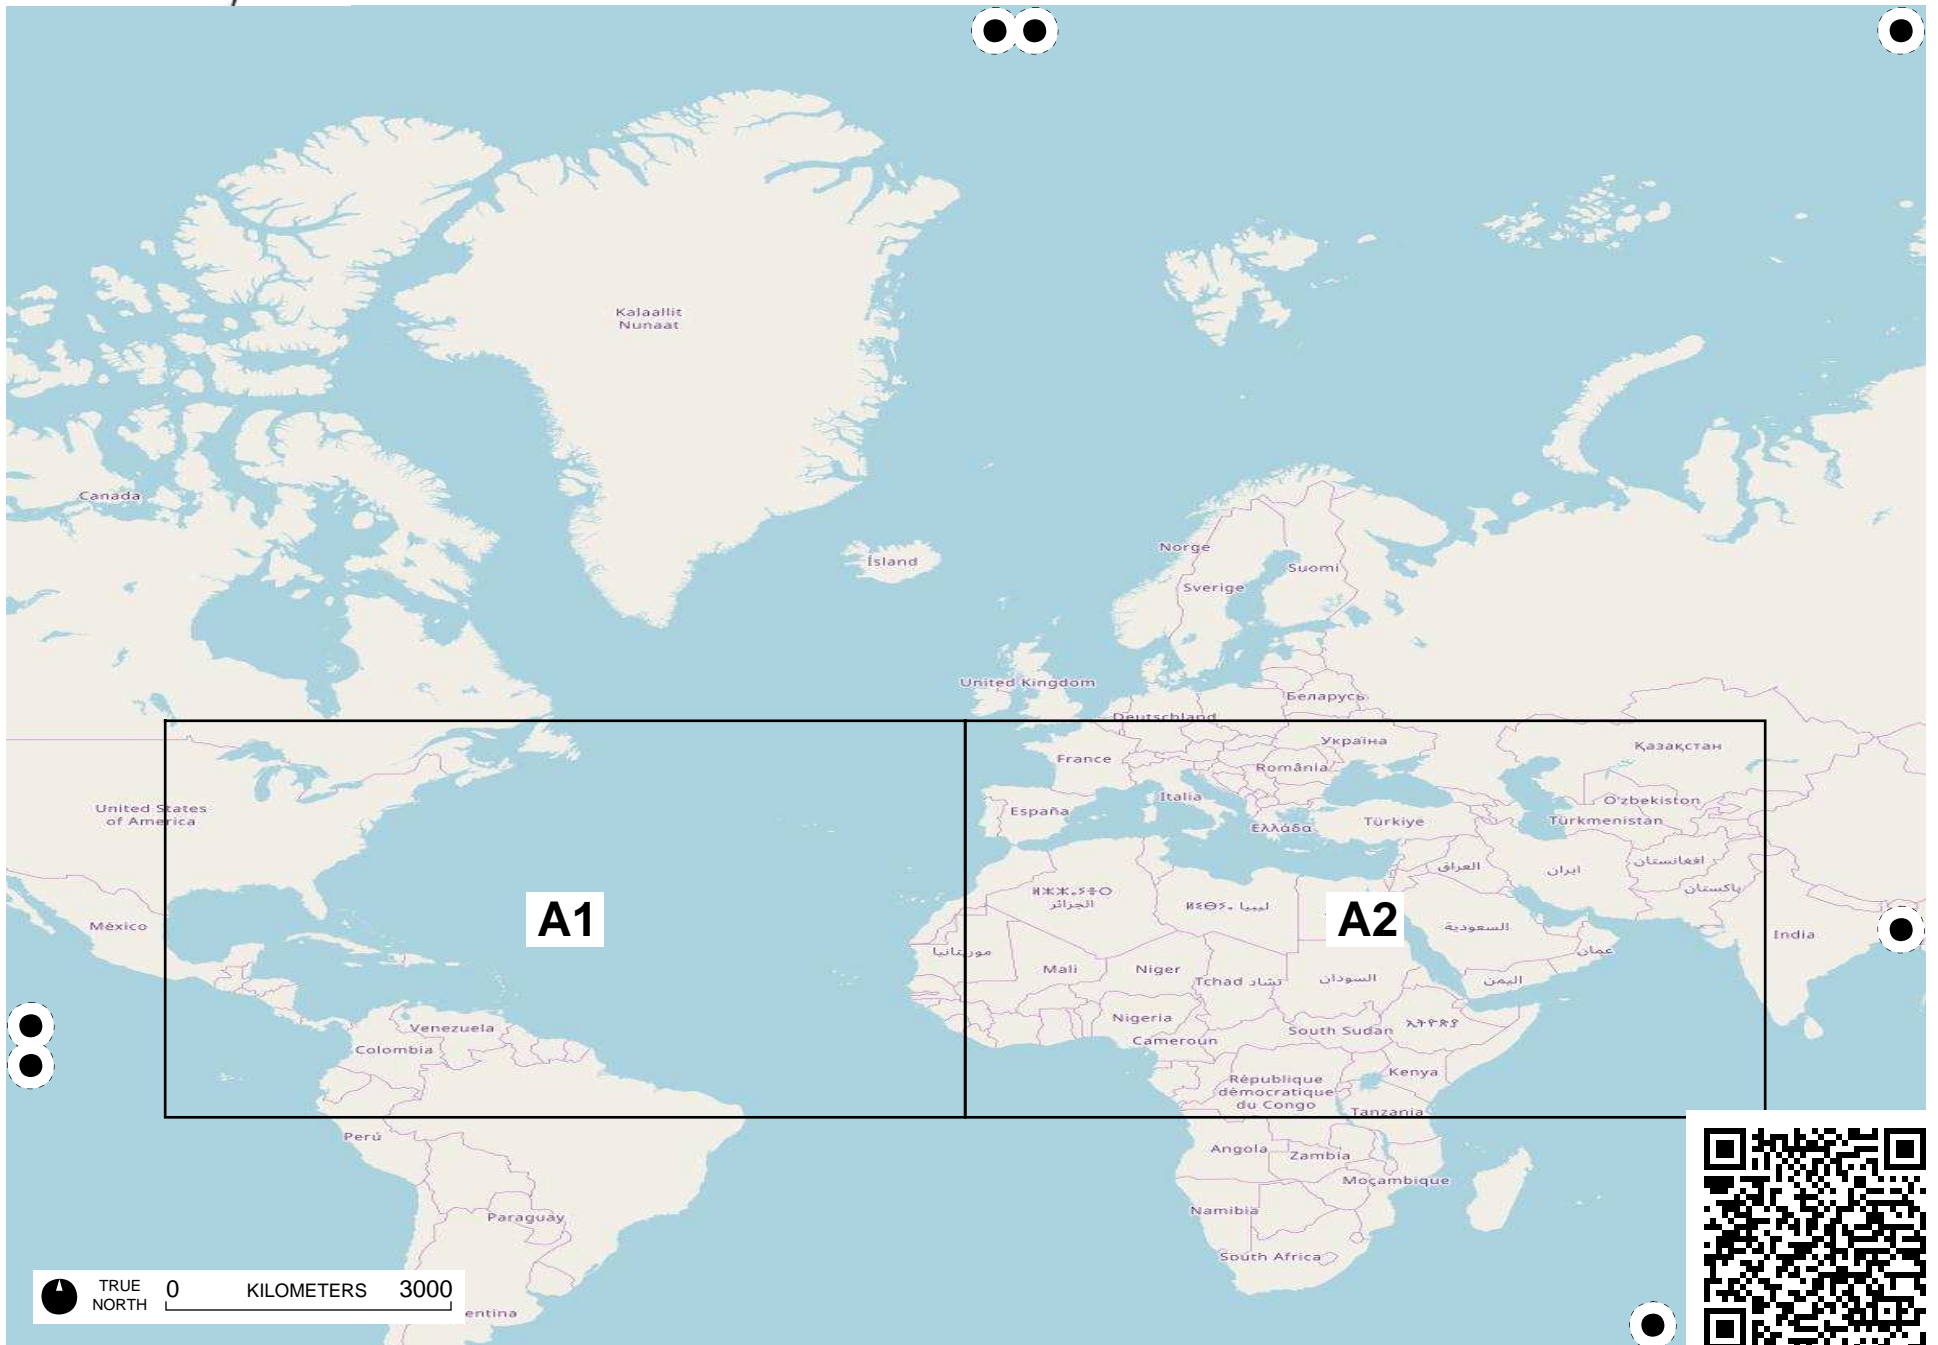 Kalaallit
Nunaat
Canada
Ísland
Norge
Suomi
Sverige
United Kingdom
Беларусь
Deutschland
Україна
Қазақстан
France
România
United States
of America
España
Italia
Oʻzbekiston
Türkiye
Türkmenistan
Ελλάδα
العراق
ایران
افغانستان
پاکستان
الجزائر
ليبيا
México
A1
A2
السعودية
India
عمان
موريتانيا
Mali
Niger
Tchad تشاد
السودان
اليمن
Venezuela
Nigeria
South Sudan
Colombia
Cameroun
Kenya
République
démocratique
du Congo
Tanzania
Perú
Angola
Zambia
Moçambique
Paraguay
Namibia
South Africa
TRUE
NORTH
0 KILOMETERS 3000
entina